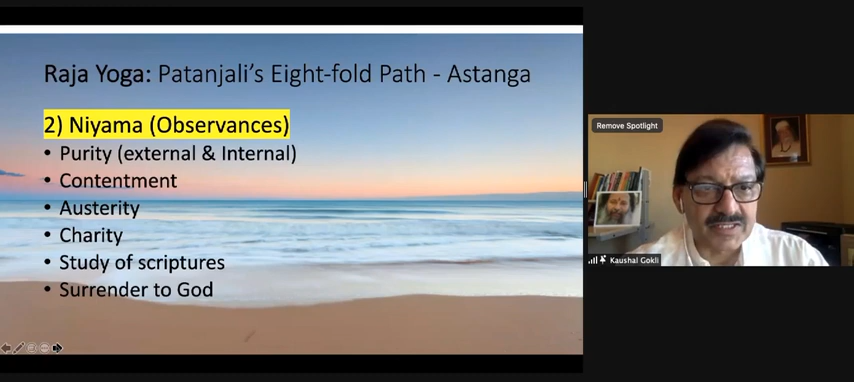 Raja Yoga: Patanjali's Eight-fold Path - Astanga
2) Niyama (Observances)
• Purity (external & Internal)
• Contentment
• Austerity
• Charity
• Study of scriptures
• Surrender to God
Remove Spotlight
Kaushal Gokli